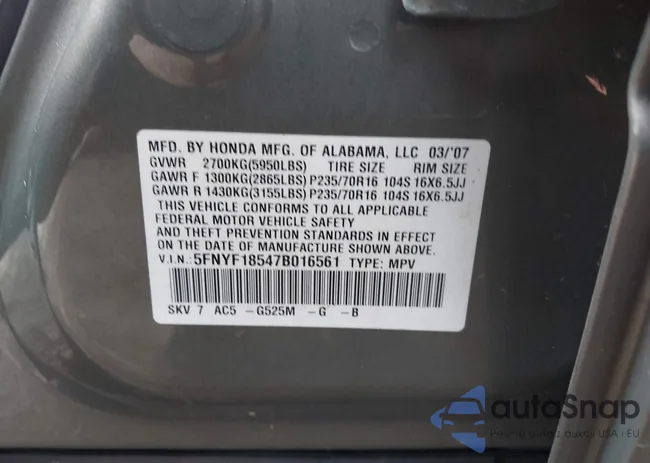 MFD. BY HONDA MFG. OF ALABAMA, LLC 03/'07
GVWR 2700KG(5950LBS) TIRE SIZE RIM SIZE
GAWR F 1300KG(2865LBS) P235/70R16 104S 16X6.5JJ
GAWR R 1430KG(3155LBS) P235/70R16 104S 16X6.5JJ
THIS VEHICLE CONFORMS TO ALL APPLICABLE
FEDERAL MOTOR VEHICLE SAFETY
AND THEFT PREVENTION STANDARDS IN EFFECT
ON THE DATE OF MANUFACTURE SHOWN ABOVE.
V.I.N.: 5FNYF18547B016561 TYPE: MPV
SKV 7 AC5 -G525M -G -B
autoSnap
aukcji USA i EU